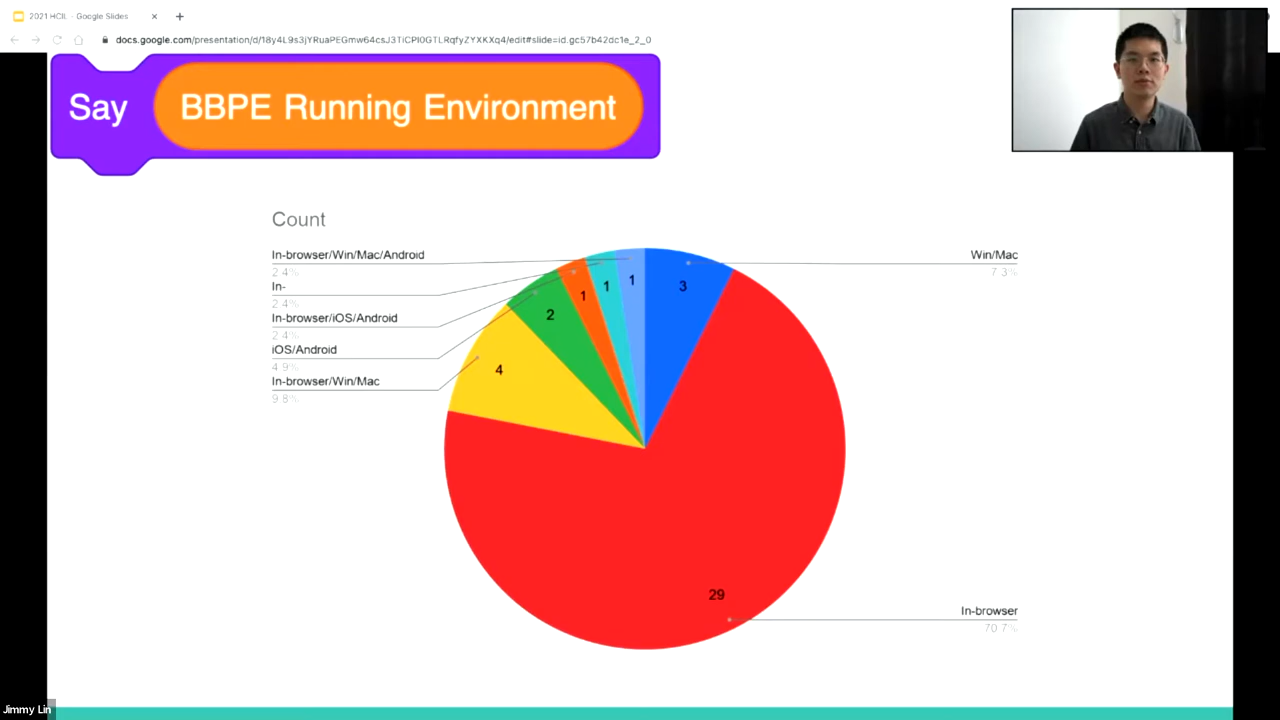 2021 HCIL - Google Slides
docs.google.com/presentation/d/18y4L9s3jYRuaPEGmw64csJ3TiCPI0GTLRqfyZYXKXq4/edit#slide=id.gc57b42dc1e_2_0
Say BBPE Running Environment
Count
In-browser/Win/Mac/Android
2.4%
In-
2.4%
In-browser/iOS/Android
2.4%
iOS/Android
4.9%
In-browser/Win/Mac
9.8%
Win/Mac
7.3%
1
1
1
2
3
4
29
In-browser
70.7%
Jimmy Lin